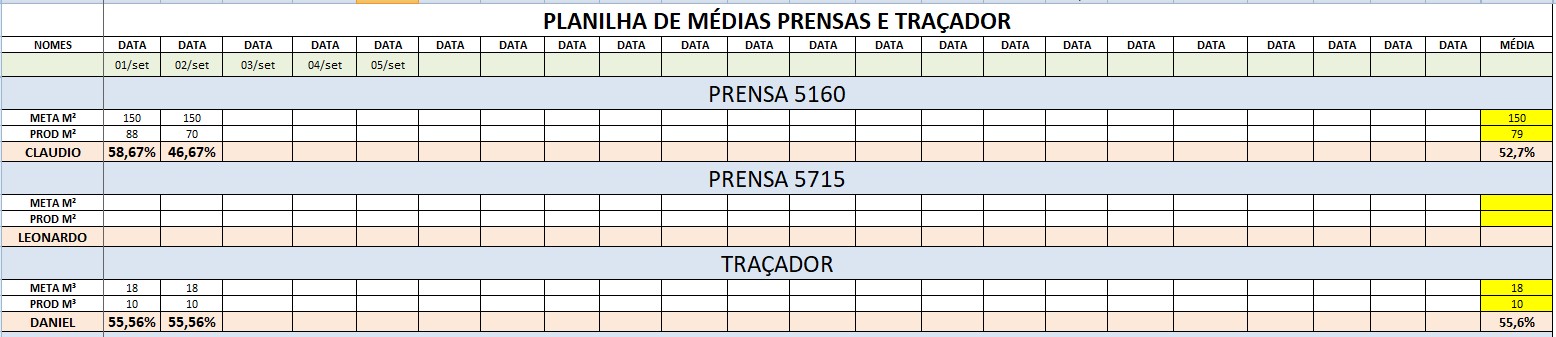 PLANILHA DE MÉDIAS PRENSAS E TRAÇADOR
NOMES DATA DATA DATA DATA DATA DATA DATA DATA DATA DATA DATA DATA DATA DATA DATA DATA DATA DATA DATA DATA DATA DATA MÉDIA
01/set 02/set 03/set 04/set 05/set
PRENSA 5160
META M² 150 150 150
PROD M² 88 70 79
CLAUDIO 58,67% 46,67% 52,7%
PRENSA 5715
META M²
PROD M²
LEONARDO
TRAÇADOR
META M³ 18 18 18
PROD M³ 10 10 10
DANIEL 55,56% 55,56% 55,6%